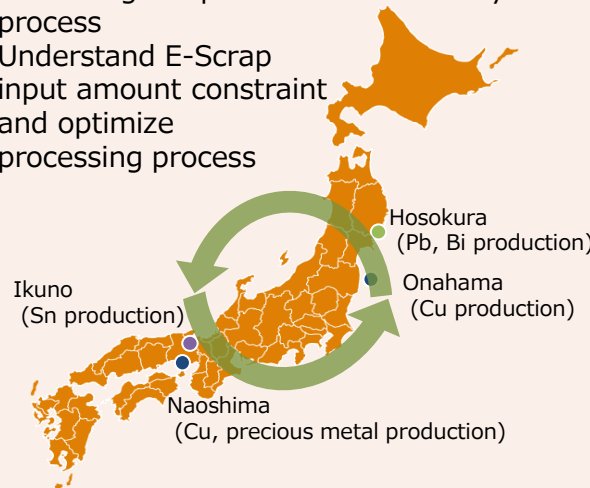 process
Understand E-Scrap
input amount constraint
and optimize
processing process
Hosokura
(Pb, Bi production)
Onahama
(Cu production)
Ikuno
(Sn production)
Naoshima
(Cu, precious metal production)